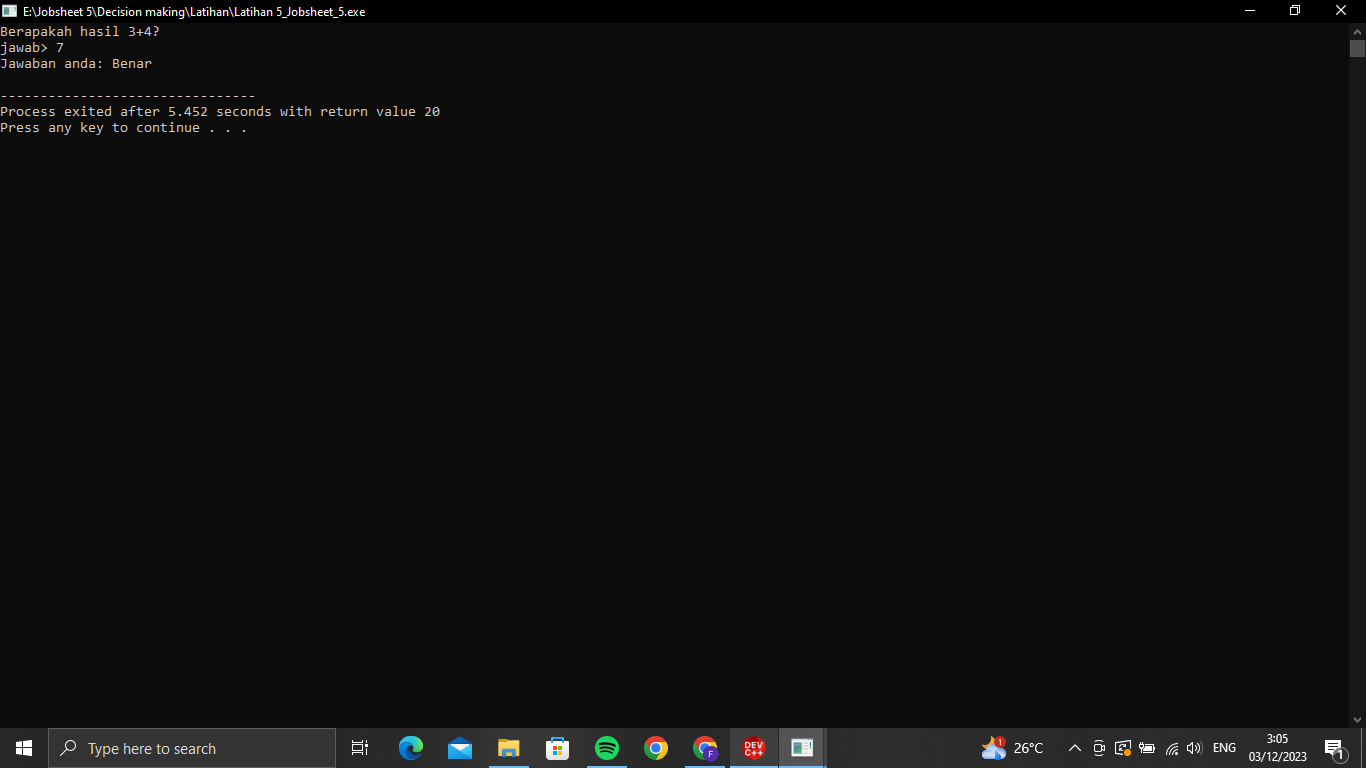 E:\Jobsheet 5\Decision making\Latihan\Latihan 5_Jobsheet_5.exe
Berapakah hasil 3+4?
jawab> 7
Jawaban anda: Benar
--------------------------------
Process exited after 5.452 seconds with return value 20
Press any key to continue . . .
Type here to search
F
DEV
C++
1
26°C
ENG
3:05
03/12/2023
1